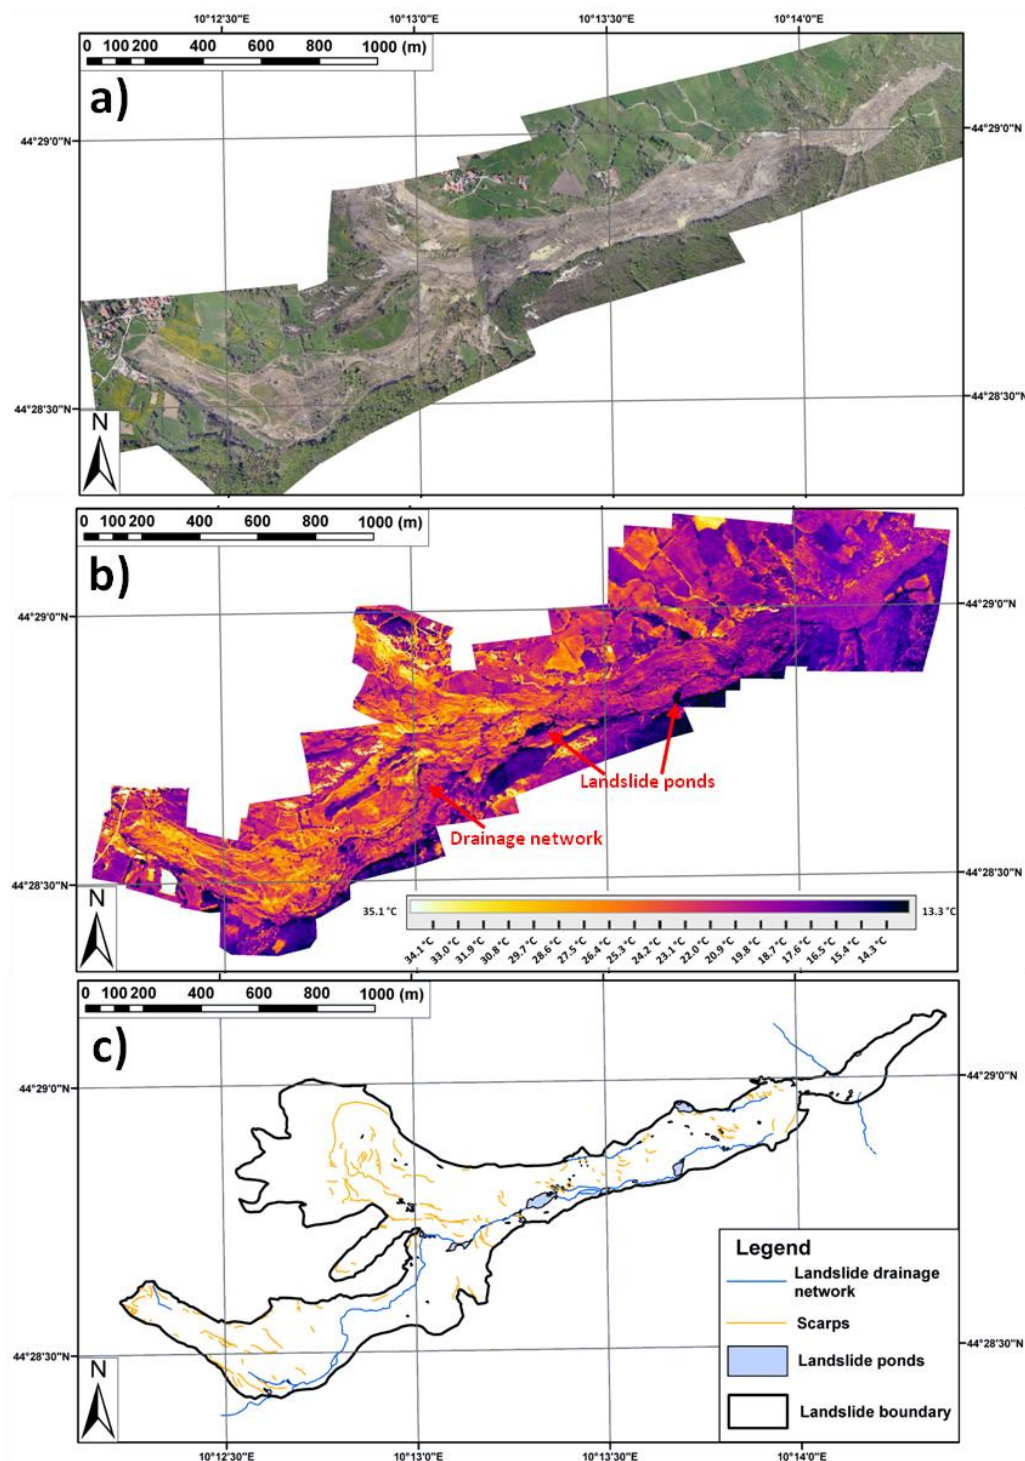 10°12'30"E 10°13'0"E 10°13'30"E 10°14'0"E
0 100 200 400 600 800 1000 (m)
a)
44°29'0"N 44°29'0"N
44°28'30"N 44°28'30"N
N
0 100 200 400 600 800 1000 (m)
b)
44°29'0"N 44°29'0"N
Landslide ponds
Drainage network
44°28'30"N 44°28'30"N
N
35.1 °C 13.3 °C
34.1 °C 33.0 °C 31.9 °C 30.8 °C 29.7 °C 28.6 °C 27.5 °C 26.4 °C 25.3 °C 24.2 °C 23.1 °C 22.0 °C 20.9 °C 19.8 °C 18.7 °C 17.6 °C 16.5 °C 15.4 °C 14.3 °C
0 100 200 400 600 800 1000 (m)
c)
44°29'0"N 44°29'0"N
Legend
Landslide drainage
network
Scarps
Landslide ponds
Landslide boundary
44°28'30"N 44°28'30"N
N
10°12'30"E 10°13'0"E 10°13'30"E 10°14'0"E